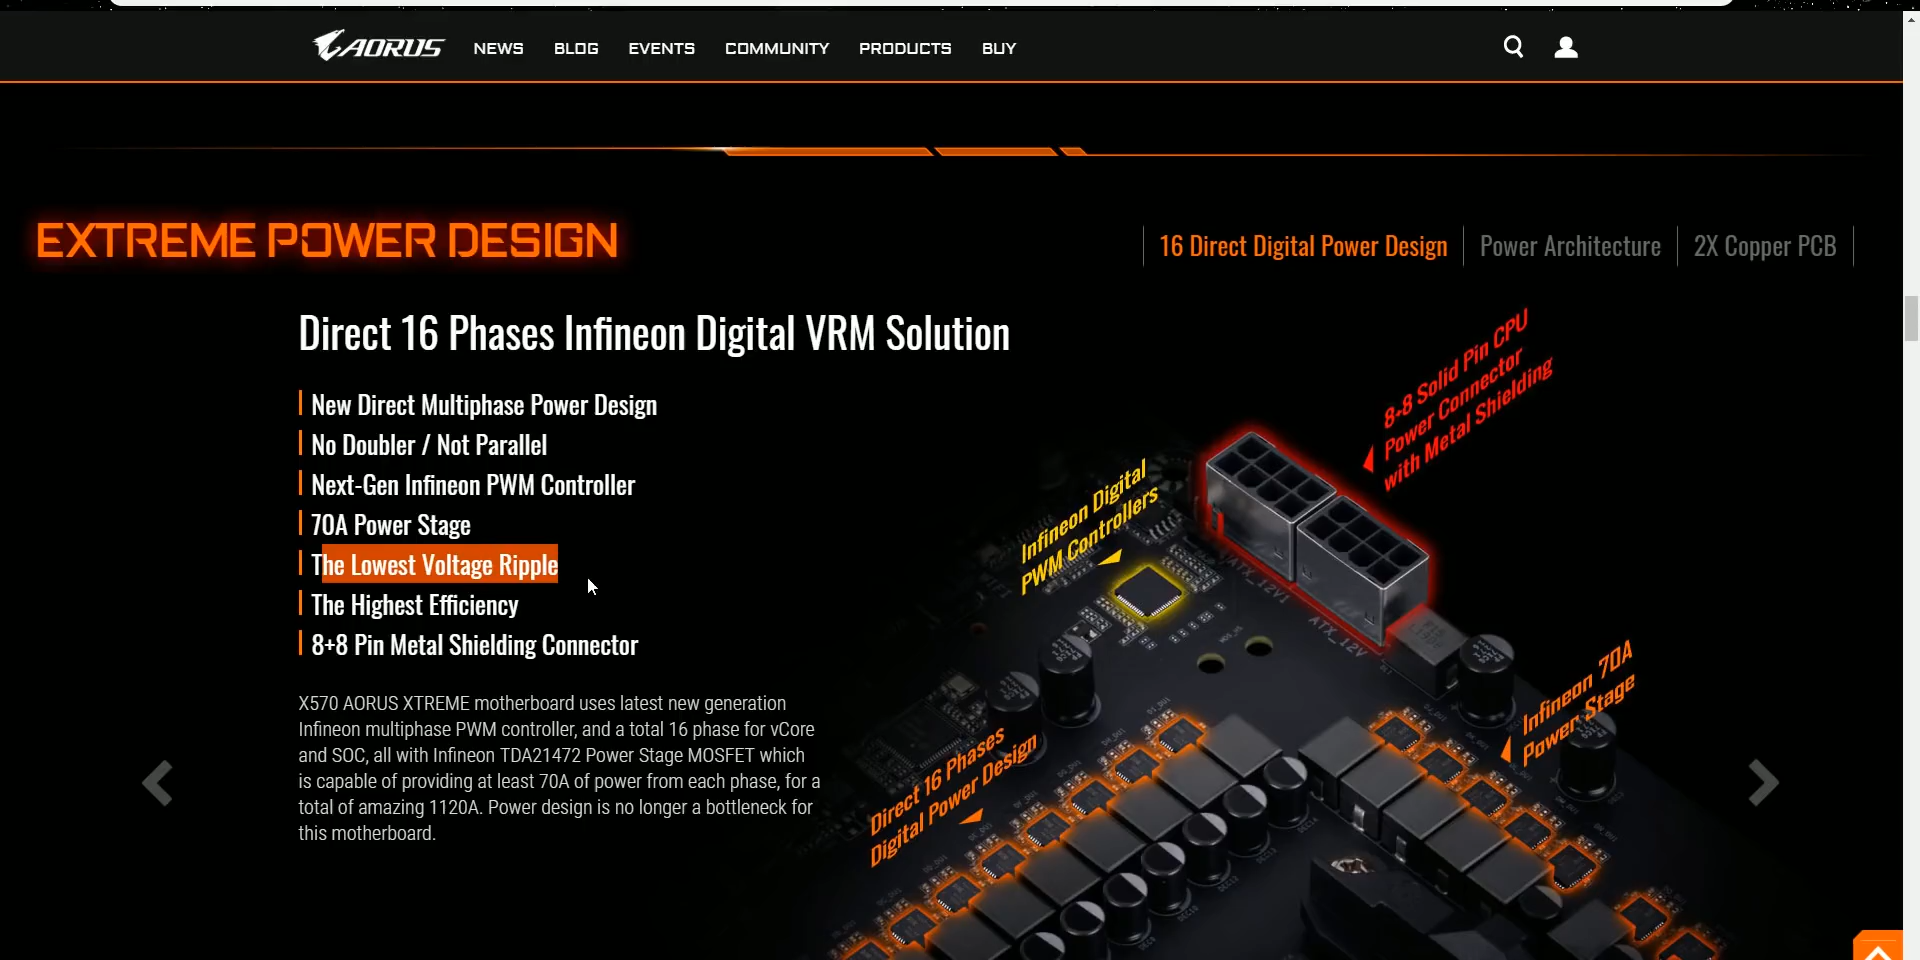 AORUS NEWS BLOG EVENTS COMMUNITY PRODUCTS BUY
EXTREME POWER DESIGN
16 Direct Digital Power Design
Power Architecture
2X Copper PCB
Direct 16 Phases Infineon Digital VRM Solution
New Direct Multiphase Power Design
No Doubler / Not Parallel
Next-Gen Infineon PWM Controller
70A Power Stage
The Lowest Voltage Ripple
The Highest Efficiency
8+8 Pin Metal Shielding Connector
X570 AORUS XTREME motherboard uses latest new generation
Infineon multiphase PWM controller, and a total 16 phase for vCore
and SOC, all with Infineon TDA21472 Power Stage MOSFET which
is capable of providing at least 70A of power from each phase, for a
total of amazing 1120A. Power design is no longer a bottleneck for
this motherboard.
8+8 Solid Pin CPU
Power Connector
with Metal Shielding
Infineon Digital
PWM Controllers
ATX_12V1
ATX_12V
Infineon 70A
Power Stage
Direct 16 Phases
Digital Power Design